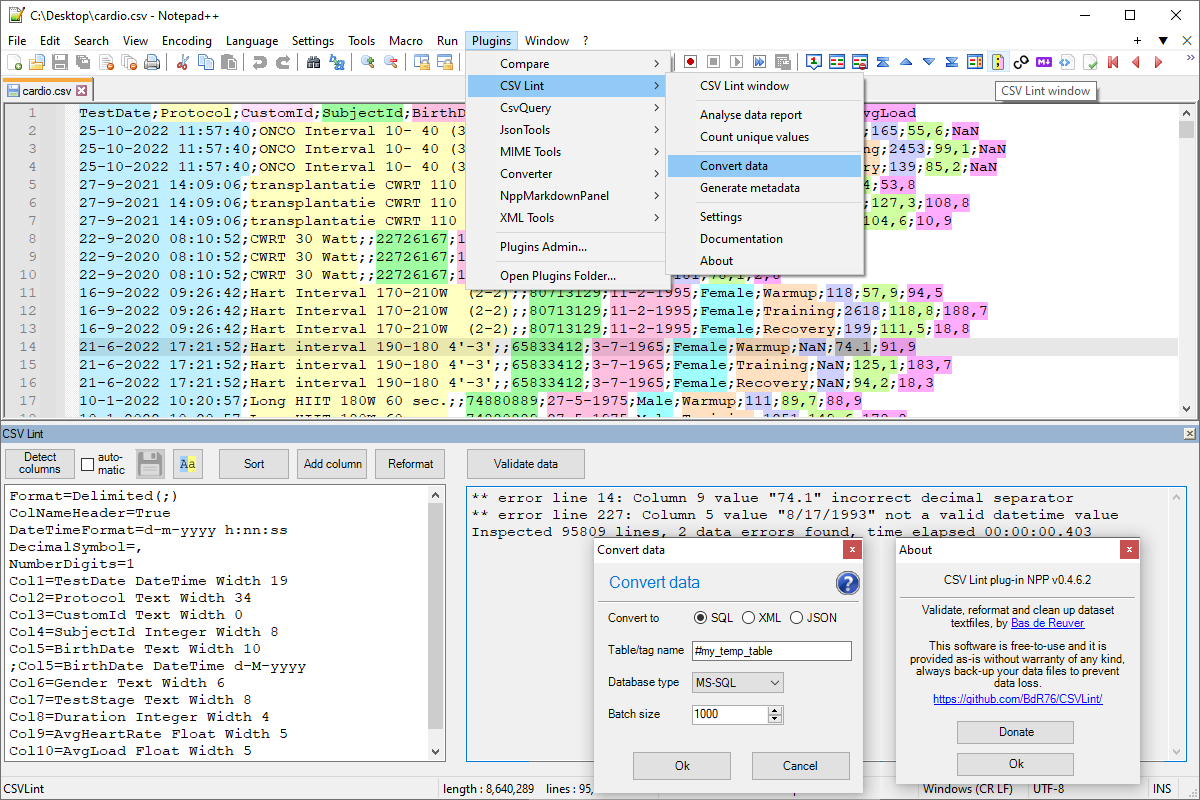 C:\Desktop\cardio.csv - Notepad++
File Edit Search View Encoding Language Settings Tools Macro Run Plugins Window ?
cardio.csv
CSV Lint window
Compare
CSV Lint
CsvQuery
JsonTools
MIME Tools
Converter
NppMarkdownPanel
XML Tools
Plugins Admin...
Open Plugins Folder...
CSV Lint window
Analyse data report
Count unique values
Convert data
Generate metadata
Settings
Documentation
About
1 TestDate;Protocol;CustomId;SubjectId;BirthD vgLoad
2 25-10-2022 11:57:40;ONCO Interval 10- 40 (3 ;165;55,6;NaN
3 25-10-2022 11:57:40;ONCO Interval 10- 40 (3 ng;2453;99,1;NaN
4 25-10-2022 11:57:40;ONCO Interval 10- 40 (3 ry;139;85,2;NaN
5 27-9-2021 14:09:06;transplantatie CWRT 110 4;53,8
6 27-9-2021 14:09:06;transplantatie CWRT 110 ;127,3;108,8
7 27-9-2021 14:09:06;transplantatie CWRT 110 104,6;10,9
8 22-9-2020 08:10:52;CWRT 30 Watt;;22726167;1
9 22-9-2020 08:10:52;CWRT 30 Watt;;22726167;1
10 22-9-2020 08:10:52;CWRT 30 Watt;;22726167;1
11 16-9-2022 09:26:42;Hart Interval 170-210W (2-2);;80713129;11-2-1995;Female;Warmup;118;57,9;94,5
12 16-9-2022 09:26:42;Hart Interval 170-210W (2-2);;80713129;11-2-1995;Female;Training;2618;118,8;188,7
13 16-9-2022 09:26:42;Hart Interval 170-210W (2-2);;80713129;11-2-1995;Female;Recovery;199;111,5;18,8
14 21-6-2022 17:21:52;Hart interval 190-180 4'-3';;65833412;3-7-1965;Female;Warmup;NaN;74.1;91,9
15 21-6-2022 17:21:52;Hart interval 190-180 4'-3';;65833412;3-7-1965;Female;Training;NaN;125,1;183,7
16 21-6-2022 17:21:52;Hart interval 190-180 4'-3';;65833412;3-7-1965;Female;Recovery;NaN;94,2;18,3
17 10-1-2022 10:20:57;Long HIIT 180W 60 sec.;;74880889;27-5-1975;Male;Warmup;111;89,7;88,9
CSV Lint
Detect columns
auto-matic
Aa
Sort
Add column
Reformat
Validate data
Format=Delimited(;)
ColNameHeader=True
DateTimeFormat=d-m-yyyy h:nn:ss
DecimalSymbol=,
NumberDigits=1
Col1=TestDate DateTime Width 19
Col2=Protocol Text Width 34
Col3=CustomId Text Width 0
Col4=SubjectId Integer Width 8
Col5=BirthDate Text Width 10
;Col5=BirthDate DateTime d-M-yyyy
Col6=Gender Text Width 6
Col7=TestStage Text Width 8
Col8=Duration Integer Width 4
Col9=AvgHeartRate Float Width 5
Col10=AvgLoad Float Width 5
** error line 14: Column 9 value "74.1" incorrect decimal separator
** error line 227: Column 5 value "8/17/1993" not a valid datetime value
Inspected 95809 lines, 2 data errors found, time elapsed 00:00:00.403
Convert data
Convert data
?
Convert to SQL XML JSON
Table/tag name #my_temp_table
Database type MS-SQL
Batch size 1000
Ok Cancel
About
CSV Lint plug-in NPP v0.4.6.2
Validate, reformat and clean up dataset
textfiles, by Bas de Reuver
This software is free-to-use and it is
provided as-is without warranty of any kind,
always back-up your data files to prevent
data loss.
https://github.com/BdR76/CSVLint/
Donate
Ok
CSVLint length : 8,640,289 lines : 95, Windows (CR LF) UTF-8 INS